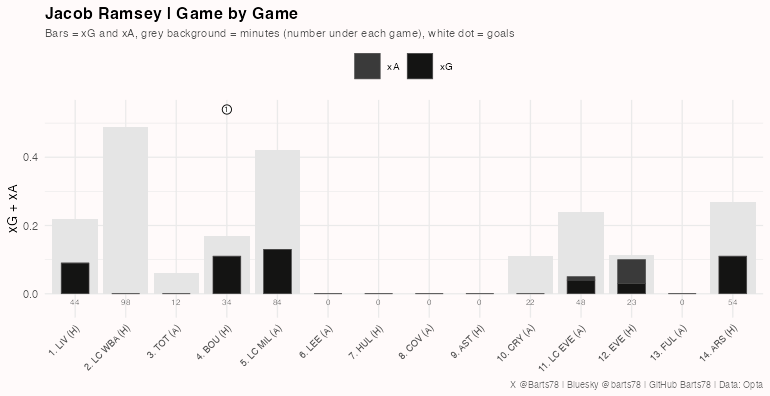 Jacob Ramsey | Game by Game
Bars = xG and xA, grey background = minutes (number under each game), white dot = goals
xA xG
1
xG + xA
0.4
0.2
0.0
44 98 12 34 84 0 0 0 0 22 48 23 0 54
1. LIV (H)
2. LC WBA (H)
3. TOT (A)
4. BOU (H)
5. LC MIL (A)
6. LEE (A)
7. HUL (H)
8. COV (A)
9. AST (H)
10. CRY (A)
11. LC EVE (A)
12. EVE (H)
13. FUL (A)
14. ARS (H)
X @Barts78 | Bluesky @barts78 | GitHub Barts78 | Data: Opta